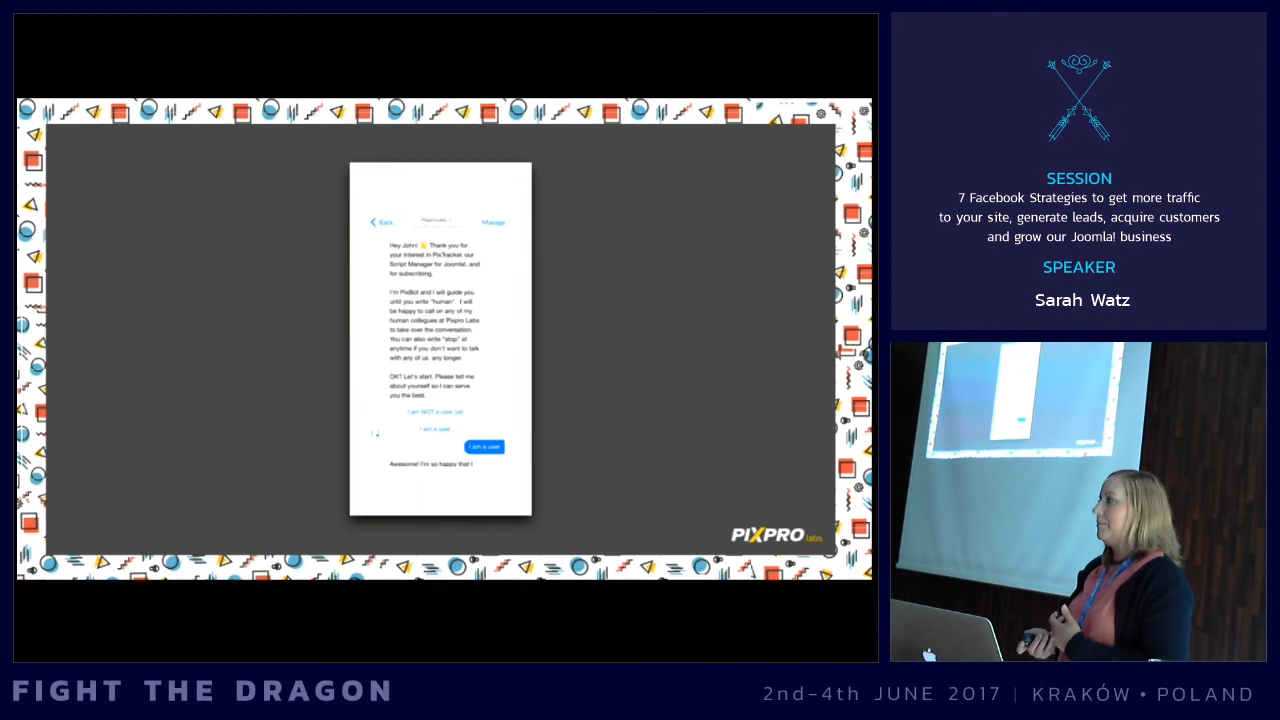 Back
Pixpro Labs
Manage
Hey John! 👋 Thank you for
your interest in PixTracker, our
Script Manager for Joomla!, and
for subscribing.
I'm PixBot and I will guide you
until you write "human". I will
be happy to call on any of my
human collegues at Pixpro Labs
to take over the conversation.
You can also write "stop" at
anytime if you don't want to talk
with any of us any longer.
OK? Let's start. Please tell me
about yourself so I can serve
you the best.
I am NOT a user yet
I am a user
I am a user
Awesome! I'm so happy that I
PIXPRO labs
SESSION
7 Facebook Strategies to get more traffic
to your site, generate leads, acquire customers
and grow our Joomla! business
SPEAKER
Sarah Watz
FIGHT THE DRAGON
2nd-4th JUNE 2017 | KRAKÓW • POLAND